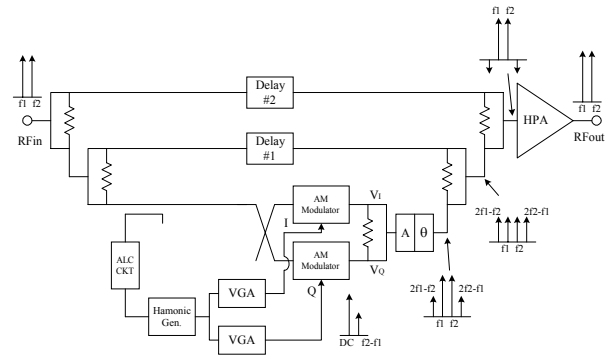 f1 f2
RFin
Delay
#2
Delay
#1
f1 f2
HPA
f1 f2
RFout
AM
Modulator
I
VI
AM
Modulator
Q
VQ
A θ
ALC
CKT
Hamonic
Gen.
VGA
VGA
DC f2-f1
2f1-f2 2f2-f1
f1 f2
2f1-f2 2f2-f1
f1 f2